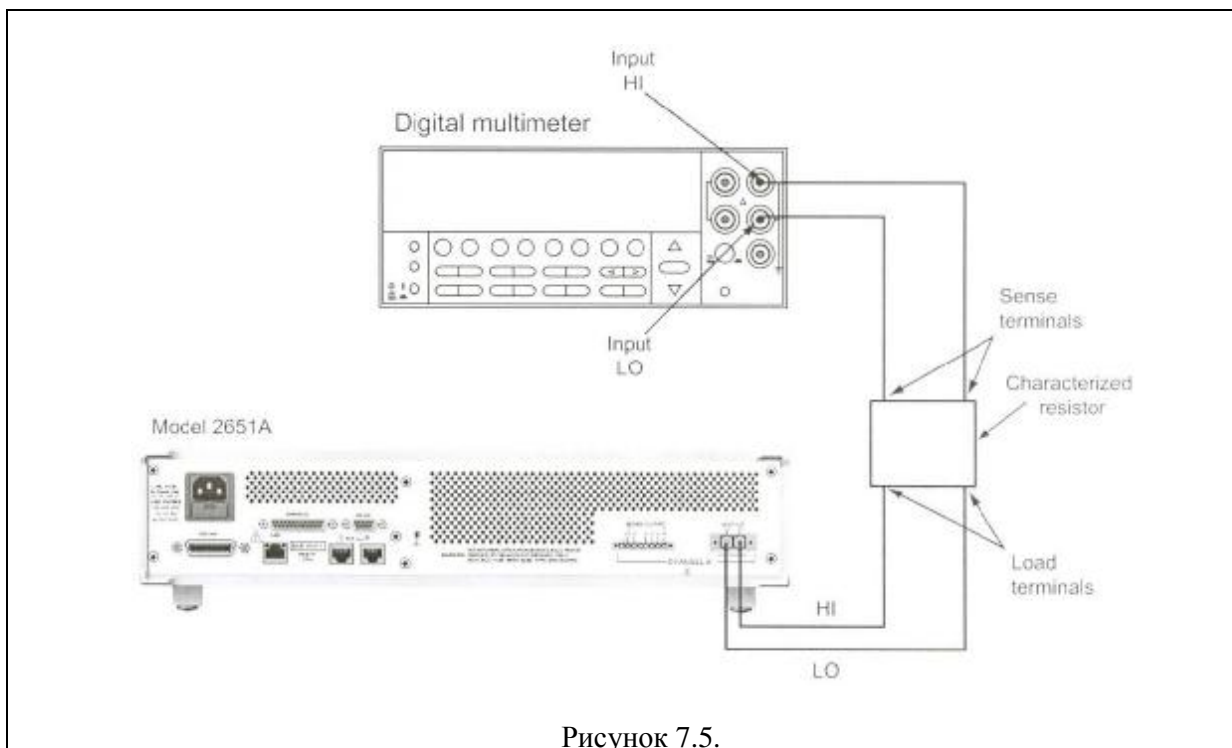 Input
HI
Digital multimeter
Input
LO
Sense
terminals
Characterized
resistor
Model 2651A
Load
terminals
HI
LO
Рисунок 7.5.